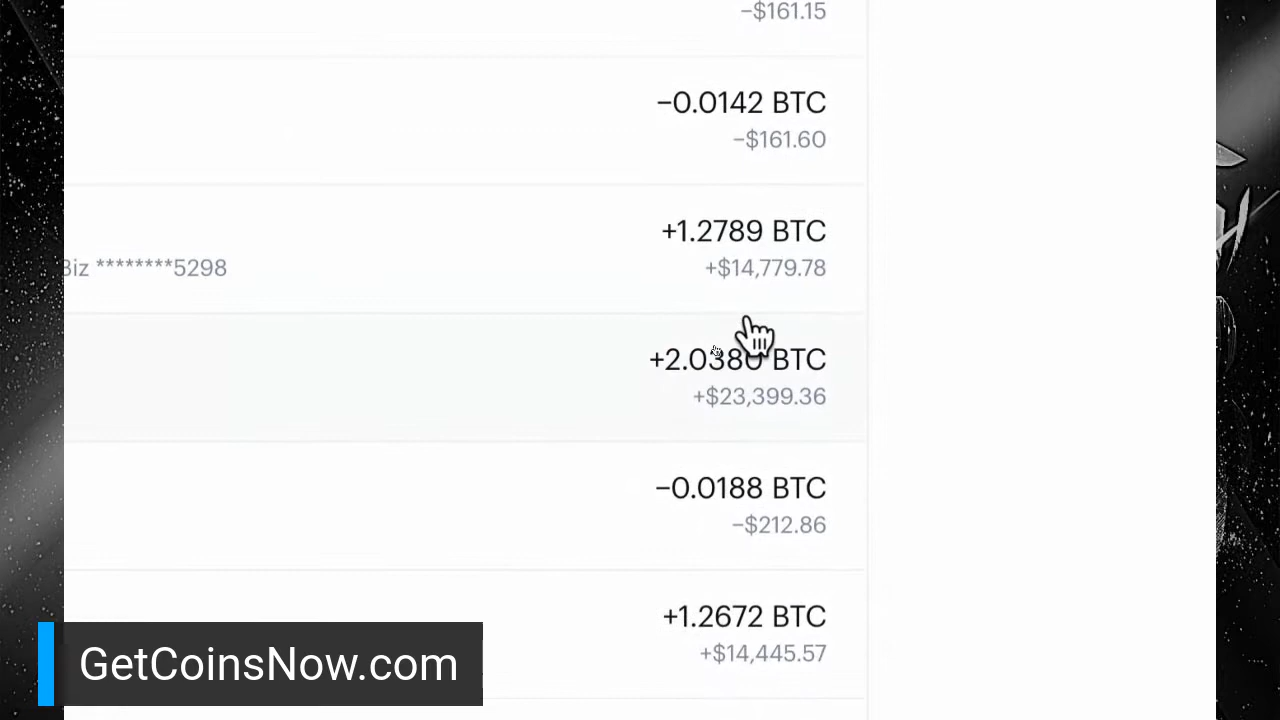 −$161.15
−0.0142 BTC
−$161.60
+1.2789 BTC
Biz ********5298
+$14,779.78
+2.0380 BTC
+$23,399.36
−0.0188 BTC
−$212.86
+1.2672 BTC
+$14,445.57
GetCoinsNow.com